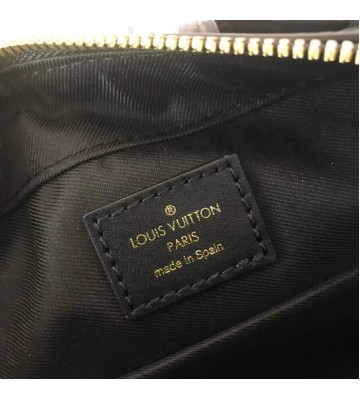 ®
LOUIS VUITTON
PARIS
made in Spain